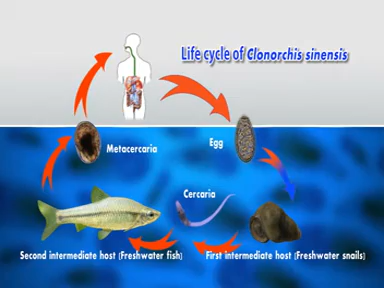 Life cycle of Clonorchis sinensis
Metacercaria
Egg
Cercaria
Second intermediate host (Freshwater fish)
First intermediate host (Freshwater snails)